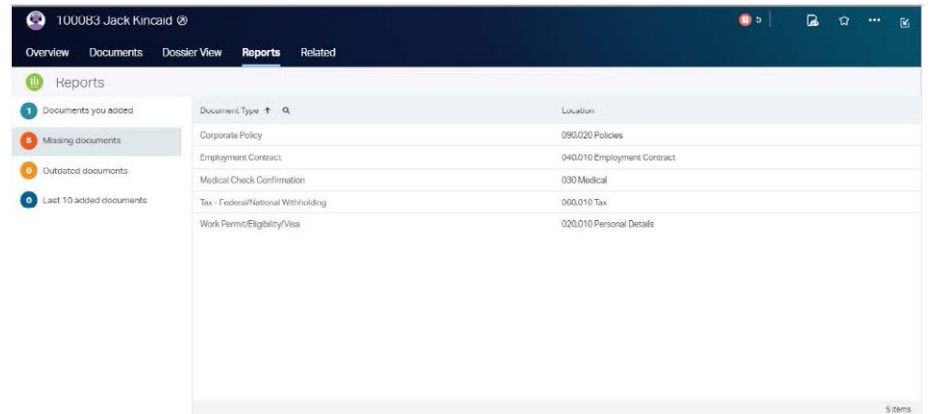 100083 Jack Kincaid
5
Overview Documents Dossier View Reports Related
Reports
1 Documents you added
5 Missing documents
0 Outdated documents
0 Last 10 added documents
Document Type Location
Corporate Policy 090.020 Policies
Employment Contract 040.010 Employment Contract
Medical Check Confirmation 030 Medical
Tax - Federal/National Withholding 060.010 Tax
Work Permit/Eligibility/Visa 020.010 Personal Details
5 items